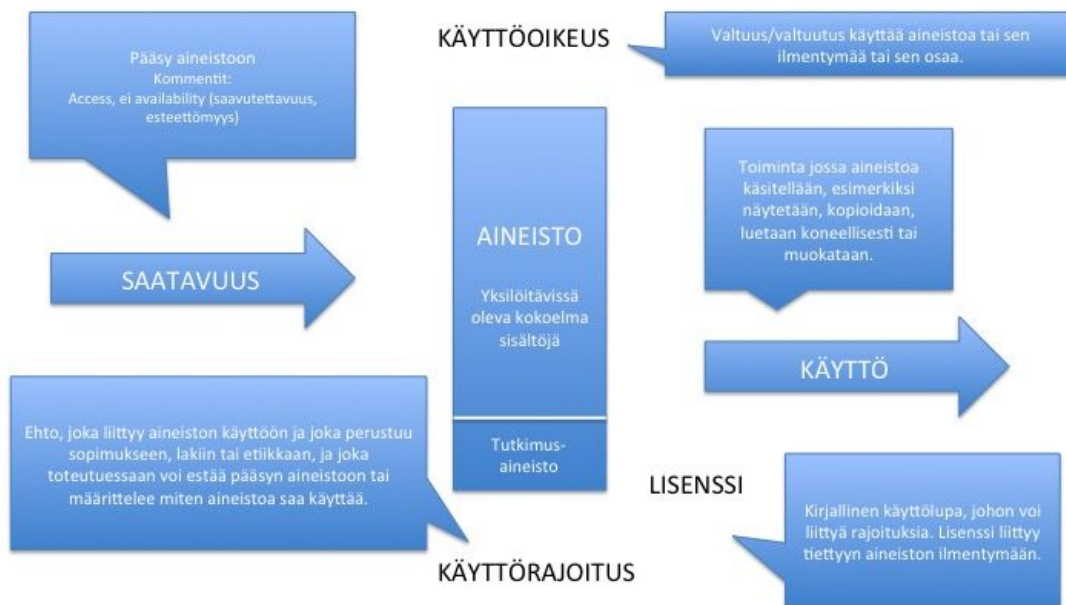 KÄYTTÖOIKEUS
Valtuus/valtuutus käyttää aineistoa tai sen
ilmentymää tai sen osaa.
Pääsy aineistoon
Kommentit:
Access, ei availability (saavutettavuus,
esteettömyys)
Toiminta jossa aineistoa
käsitellään, esimerkiksi
näytetään, kopioidaan,
luetaan koneellisesti tai
muokataan.
SAATAVUUS
AINEISTO
Yksilöitävissä
oleva kokoelma
sisältöjä
KÄYTTÖ
Ehto, joka liittyy aineiston käyttöön ja joka perustuu
sopimukseen, lakiin tai etiikkaan, ja joka
toteutuessaan voi estää pääsyn aineistoon tai
määrittelee miten aineistoa saa käyttää.
Tutkimus-
aineisto
LISENSSI
Kirjallinen käyttölupa, johon voi
liittyä rajoituksia. Lisenssi liittyy
tiettyyn aineiston ilmentymään.
KÄYTTÖRAJOITUS